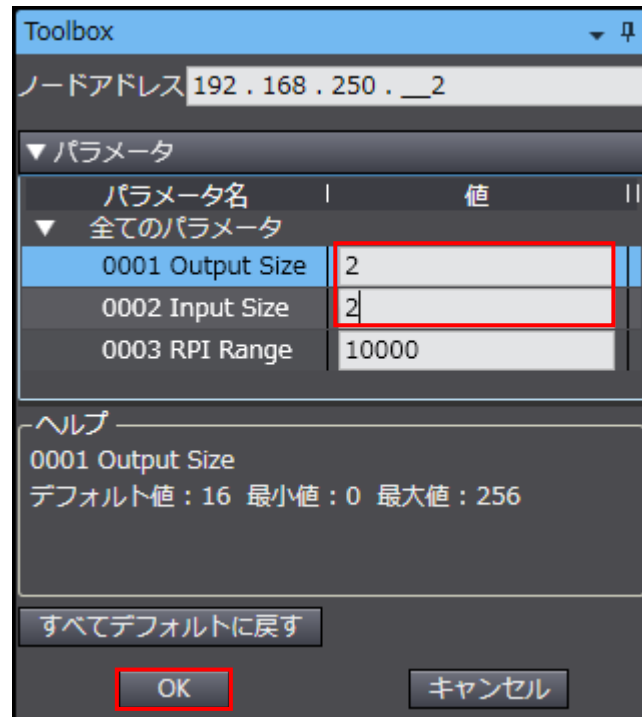 Toolbox
ノードアドレス 192 . 168 . 250 . __2
▼パラメータ
パラメータ名 値
▼ 全てのパラメータ
0001 Output Size 2
0002 Input Size 2
0003 RPI Range 10000
ヘルプ
0001 Output Size
デフォルト値：16 最小値：0 最大値：256
すべてデフォルトに戻す
OK キャンセル